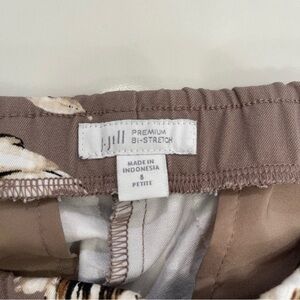 J.Jill PREMIUM
BI-STRETCH
MADE IN
INDONESIA
PETITE